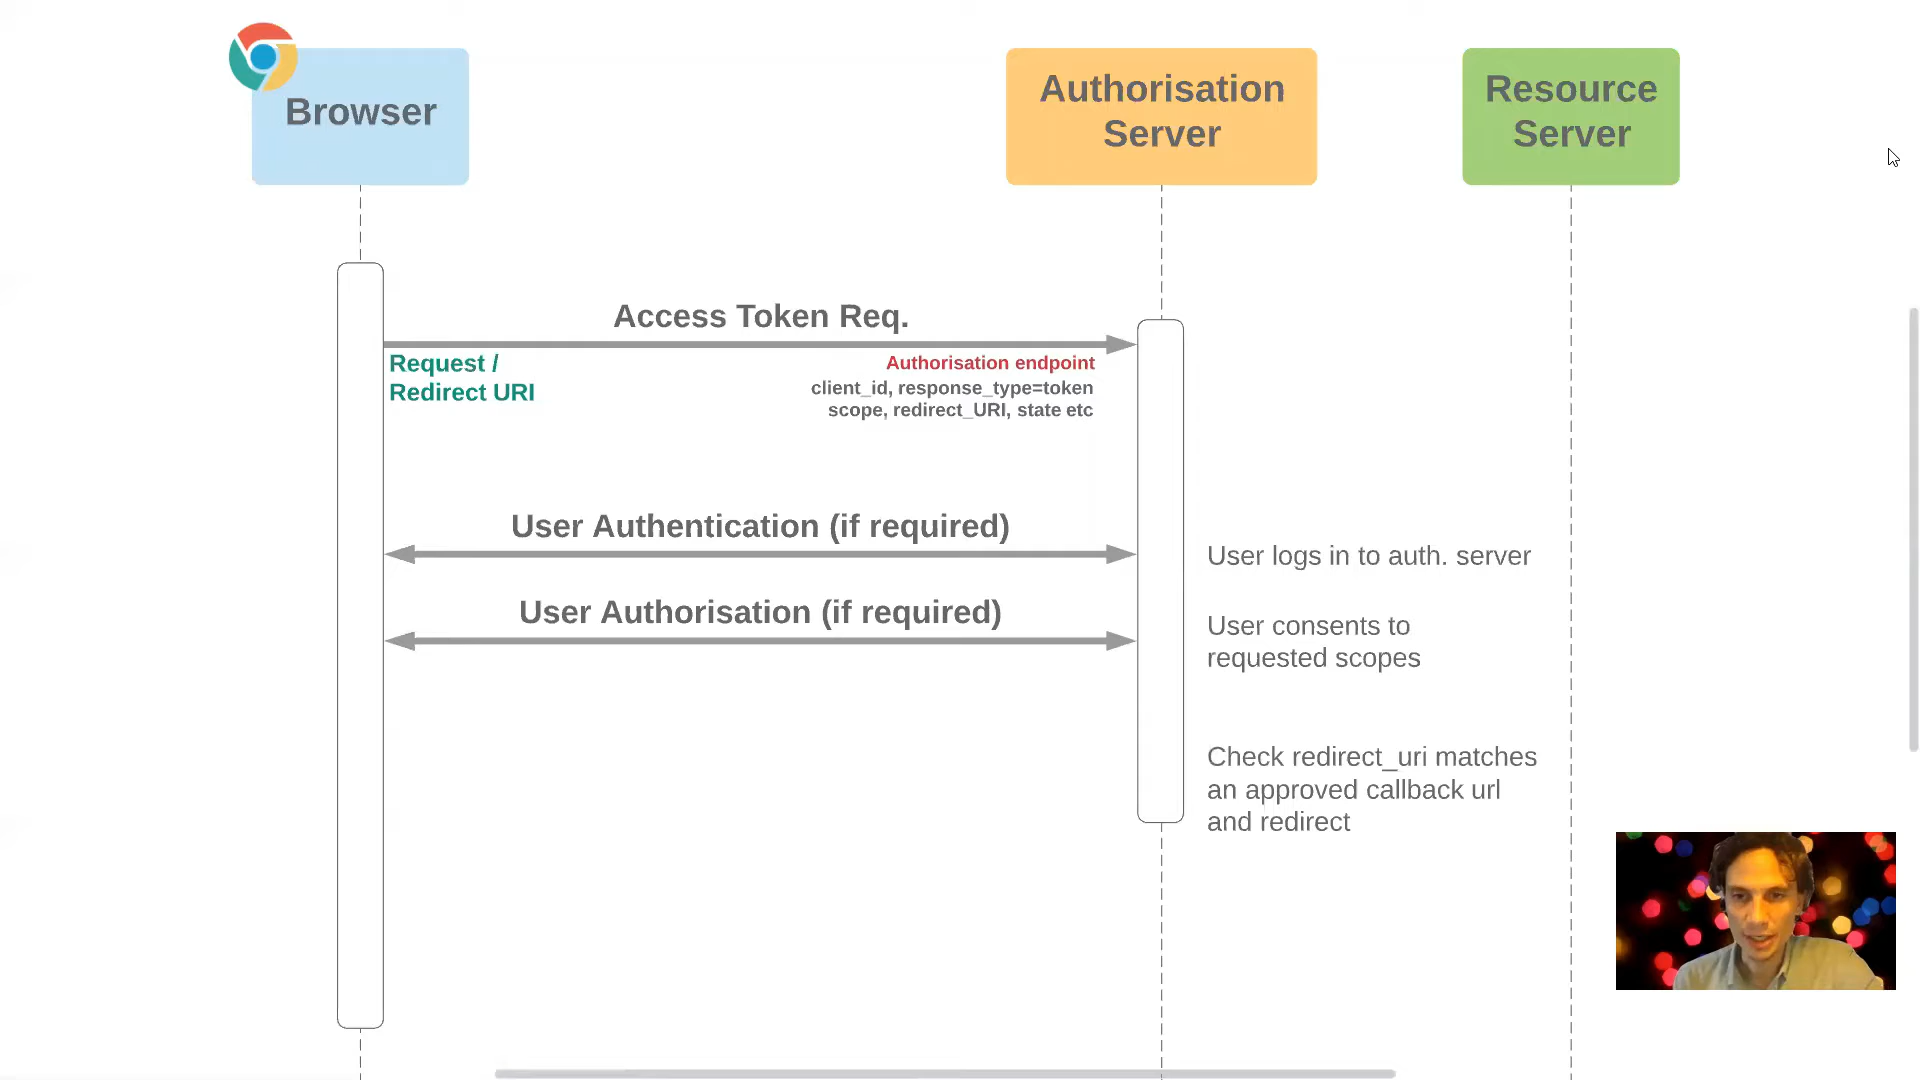 Browser
Authorisation
Server
Resource
Server
Access Token Req.
Request /
Redirect URI
Authorisation endpoint
client_id, response_type=token
scope, redirect_URI, state etc
User Authentication (if required)
User logs in to auth. server
User Authorisation (if required)
User consents to
requested scopes
Check redirect_uri matches
an approved callback url
and redirect